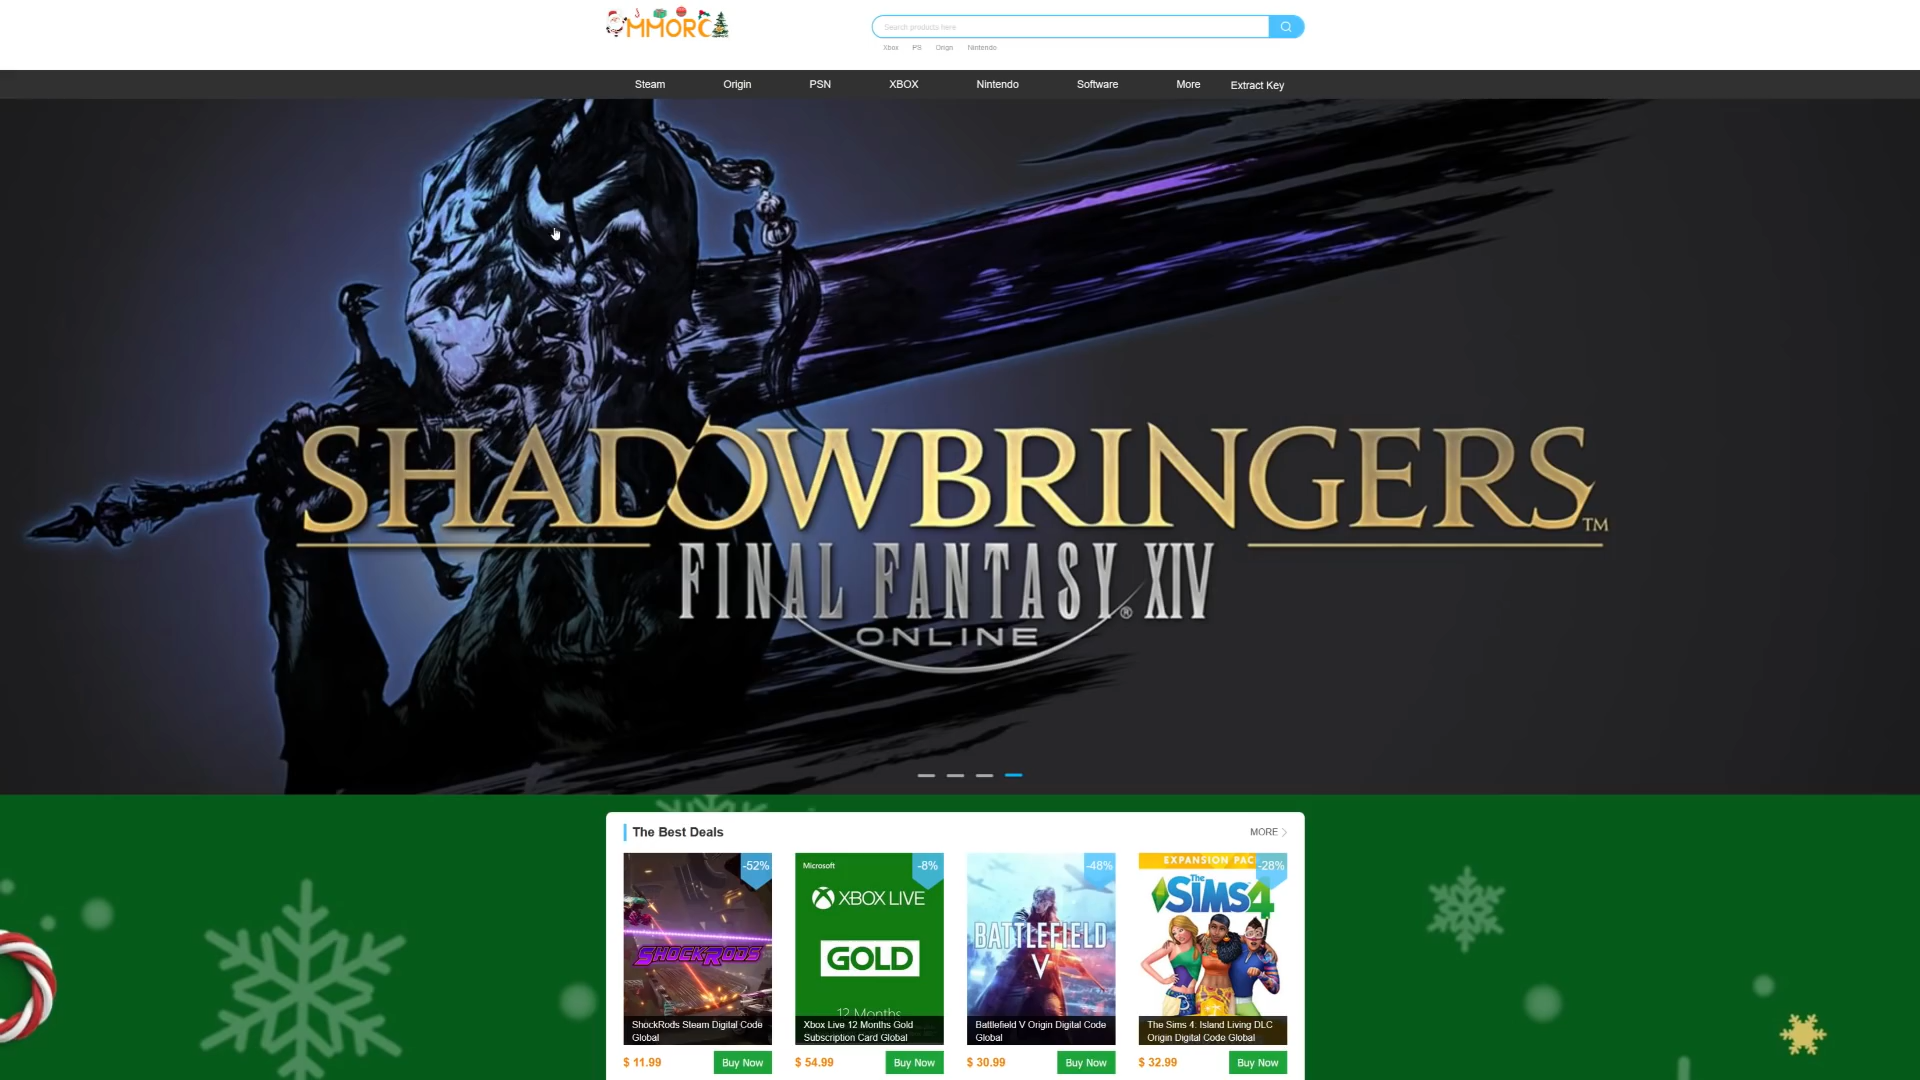 MMORC
Search products here
Xbox PS Origin Nintendo
Steam Origin PSN XBOX Nintendo Software More Extract Key
SHADOWBRINGERS™
FINAL FANTASY® XIV
ONLINE
The Best Deals MORE
-52%
SHOCKRODS
ShockRods Steam Digital Code
Global
$ 11.99 Buy Now
Microsoft -8%
XBOX LIVE
GOLD
12 Months
Xbox Live 12 Months Gold
Subscription Card Global
$ 54.99 Buy Now
-48%
BATTLEFIELD
V
Battlefield V Origin Digital Code
Global
$ 30.99 Buy Now
EXPANSION PAC -28%
The
SIMS 4
The Sims 4: Island Living DLC
Origin Digital Code Global
$ 32.99 Buy Now